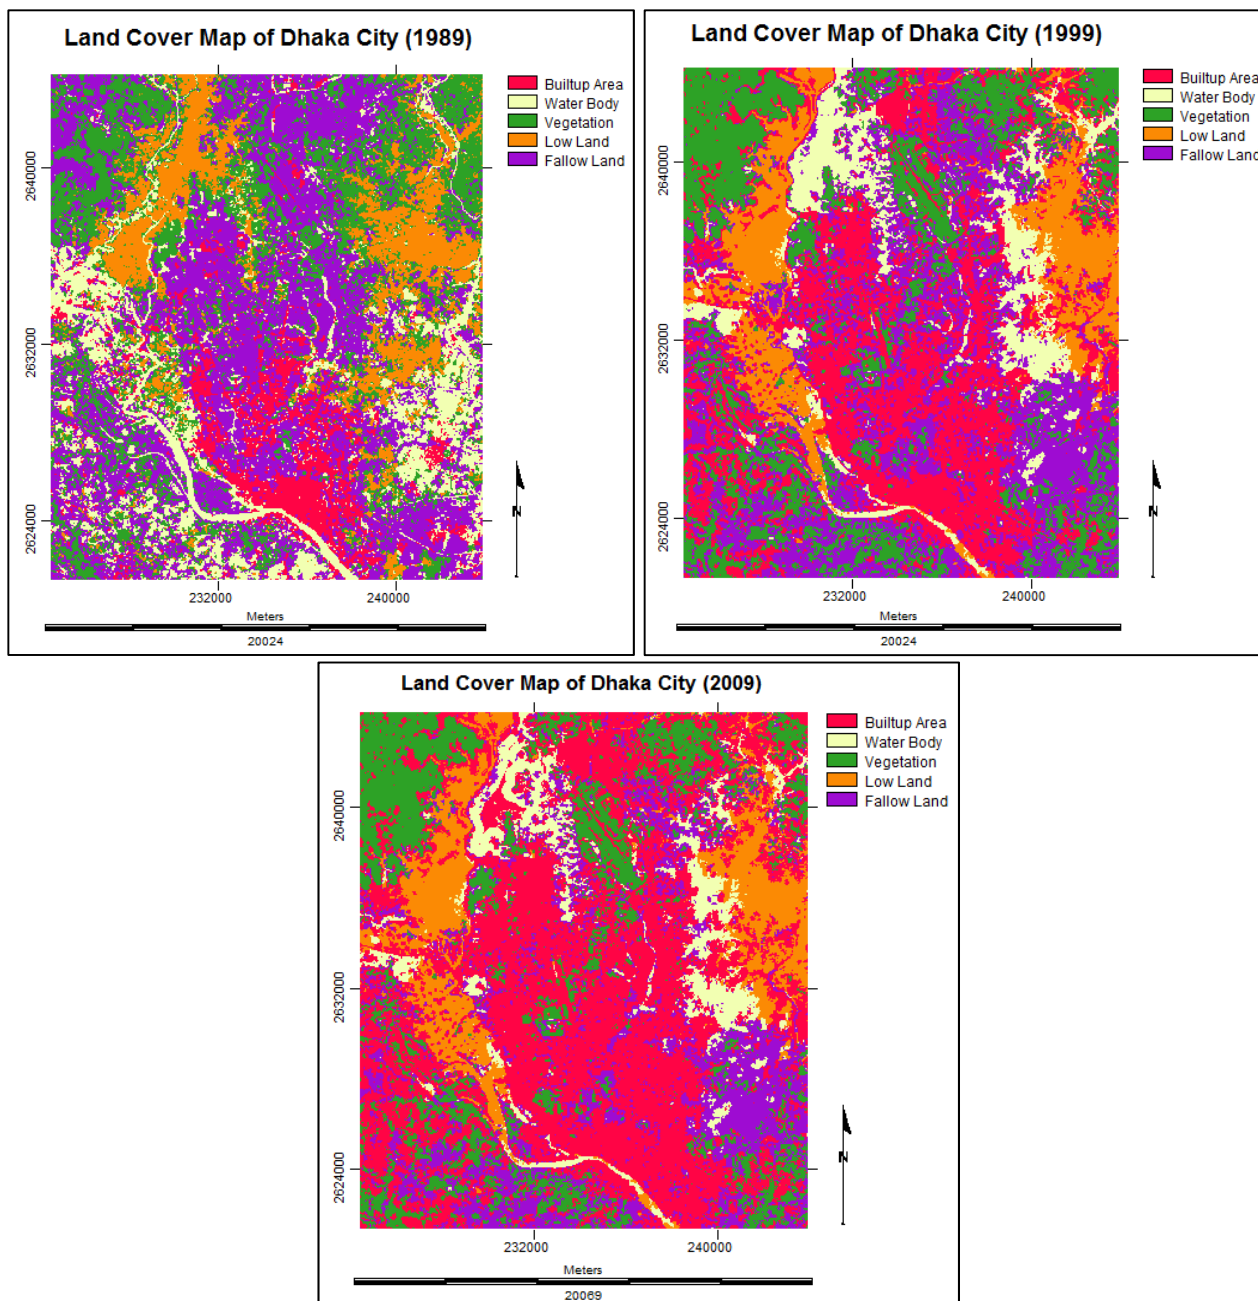 Land Cover Map of Dhaka City (1989)
Builtup Area
Water Body
Vegetation
Low Land
Fallow Land
2640000
2632000
2624000
N
232000
240000
Meters
20024
Land Cover Map of Dhaka City (1999)
Builtup Area
Water Body
Vegetation
Low Land
Fallow Land
2640000
2632000
2624000
N
232000
240000
Meters
20024
Land Cover Map of Dhaka City (2009)
Builtup Area
Water Body
Vegetation
Low Land
Fallow Land
2640000
2632000
2624000
N
232000
240000
Meters
20069